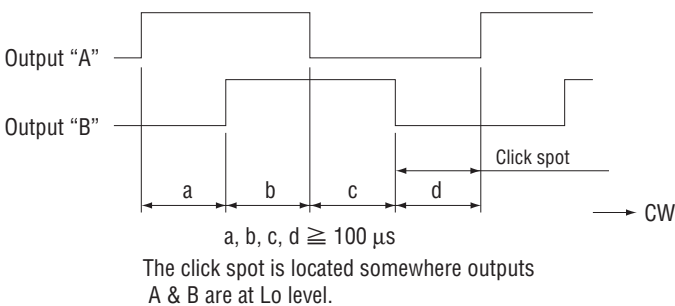 Output “A”
Output “B”
Click spot
a b c d
CW
a, b, c, d ≧ 100 μs
The click spot is located somewhere outputs
A & B are at Lo level.